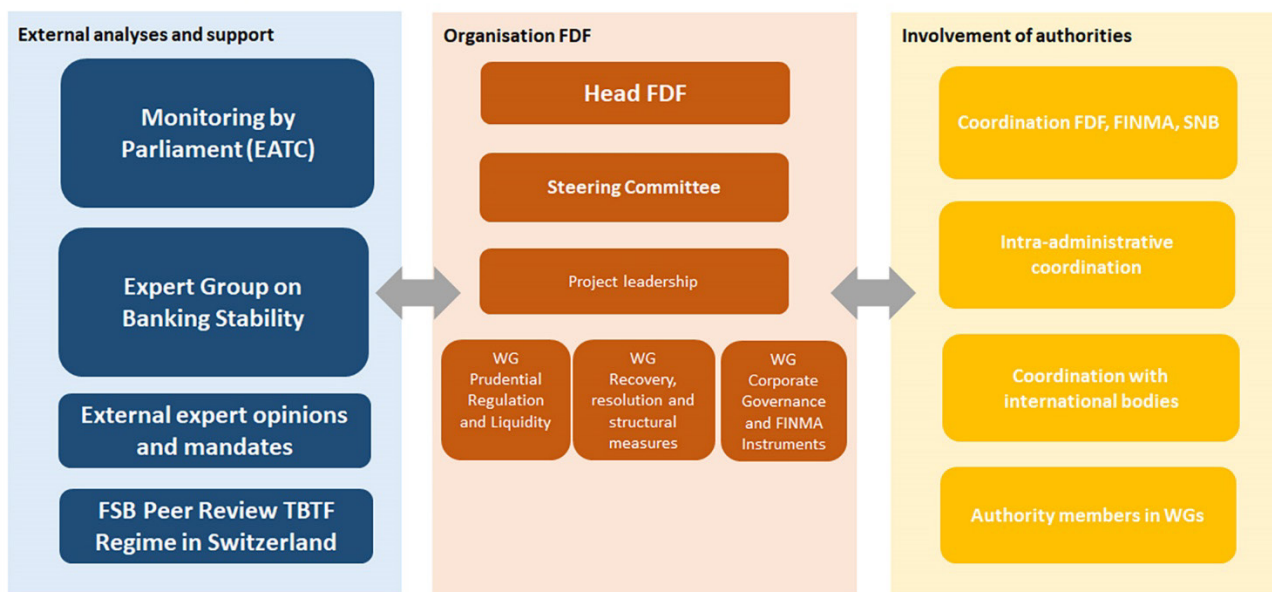 External analyses and support
Monitoring by
Parliament (EATC)
Expert Group on
Banking Stability
External expert opinions
and mandates
FSB Peer Review TBTF
Regime in Switzerland
Organisation FDF
Head FDF
Steering Committee
Project leadership
WG
Prudential
Regulation
and Liquidity
WG
Recovery,
resolution and
structural
measures
WG
Corporate
Governance
and FINMA
Instruments
Involvement of authorities
Coordination FDF, FINMA, SNB
Intra-administrative
coordination
Coordination with
international bodies
Authority members in WGs